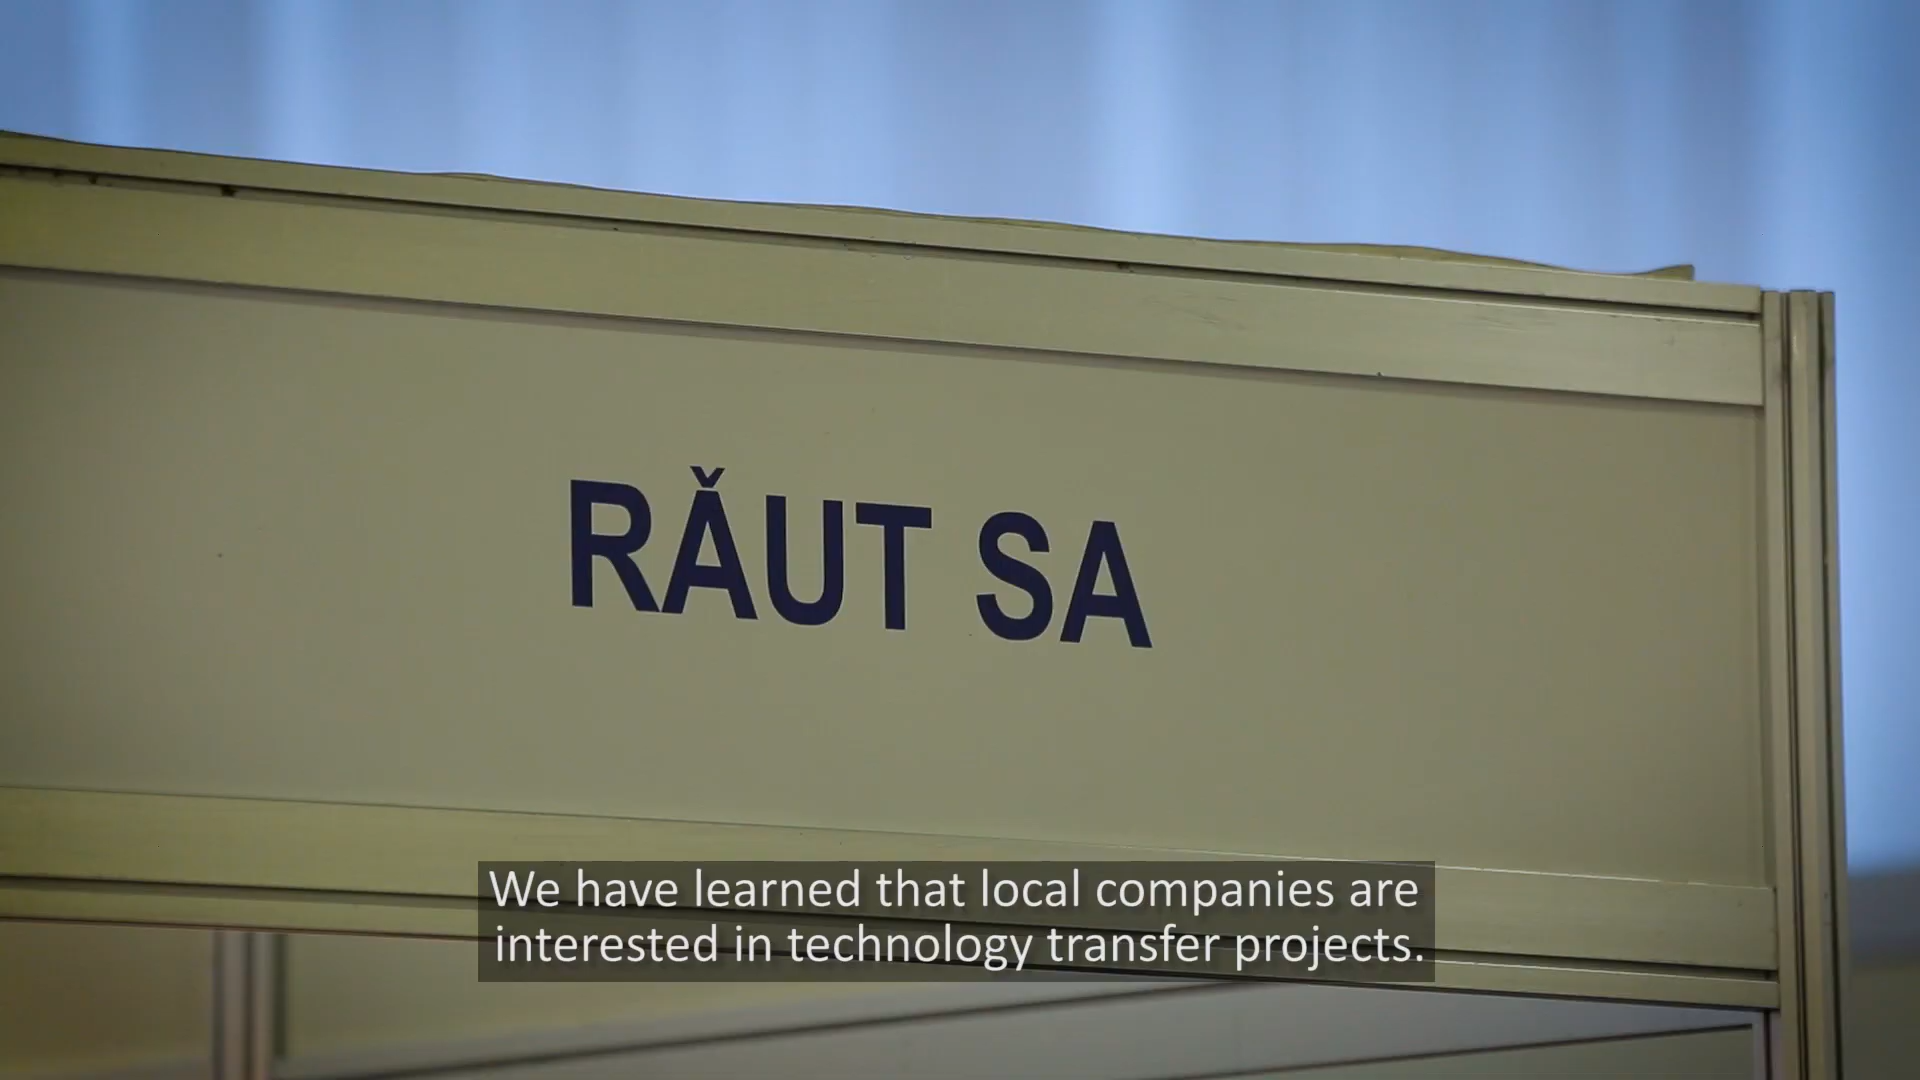 RĂUT SA
We have learned that local companies are
interested in technology transfer projects.